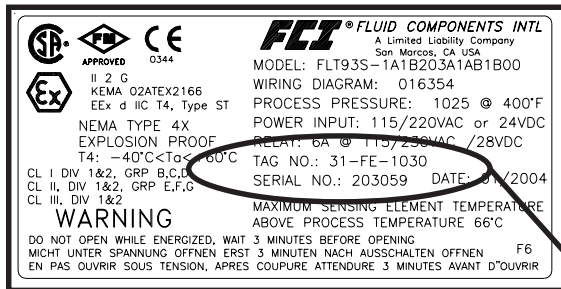 SA
FM
APPROVED
CE
0344
Ex
II 2 G
KEMA 02ATEX2166
EEx d IIC T4, Type ST
NEMA TYPE 4X
EXPLOSION PROOF
T4: -40°C<Ta<+60°C
CL I DIV 1&2, GRP B,C,D
CL II, DIV 1&2, GRP E,F,G
CL III, DIV 1&2
WARNING
FCI ® FLUID COMPONENTS INTL
A Limited Liability Company
San Marcos, CA USA
MODEL: FLT93S-1A1B203A1AB1B00
WIRING DIAGRAM: 016354
PROCESS PRESSURE: 1025 @ 400°F
POWER INPUT: 115/220VAC or 24VDC
RELAY: 6A @ 115/230VAC /28VDC
TAG NO.: 31-FE-1030
SERIAL NO.: 203059 DATE: 01/2004
MAXIMUM SENSING ELEMENT TEMPERATURE
ABOVE PROCESS TEMPERATURE 66°C
DO NOT OPEN WHILE ENERGIZED, WAIT 3 MINUTES BEFORE OPENING
MICHT UNTER SPANNUNG OFFNEN ERST 3 MINUTEN NACH AUSSCHALTEN OFFNEN
EN PAS OUVRIR SOUS TENSION, APRES COUPURE ATTENDURE 3 MINUTES AVANT D"OUVRIR
F6